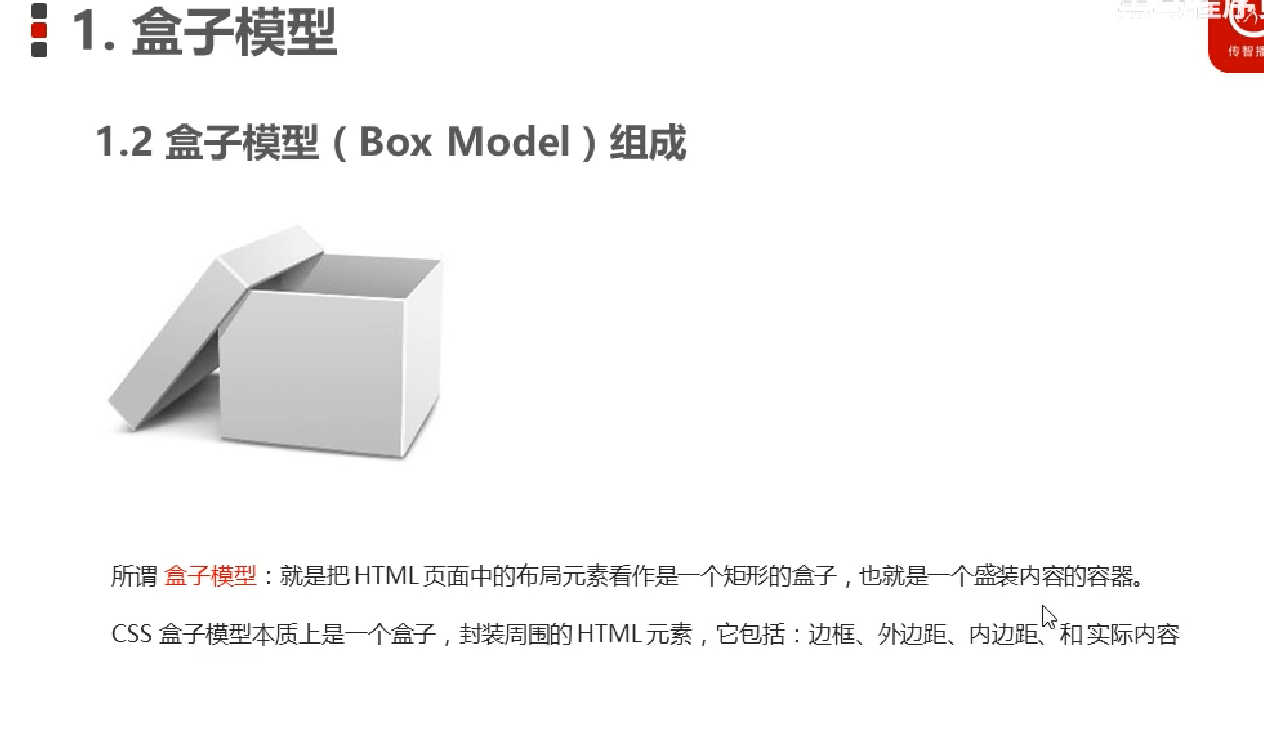 1. 盒子模型
传智播
1.2 盒子模型（Box Model）组成
所谓 盒子模型：就是把 HTML 页面中的布局元素看作是一个矩形的盒子，也就是一个盛装内容的容器。
CSS 盒子模型本质上是一个盒子，封装周围的 HTML 元素，它包括：边框、外边距、内边距、和 实际内容